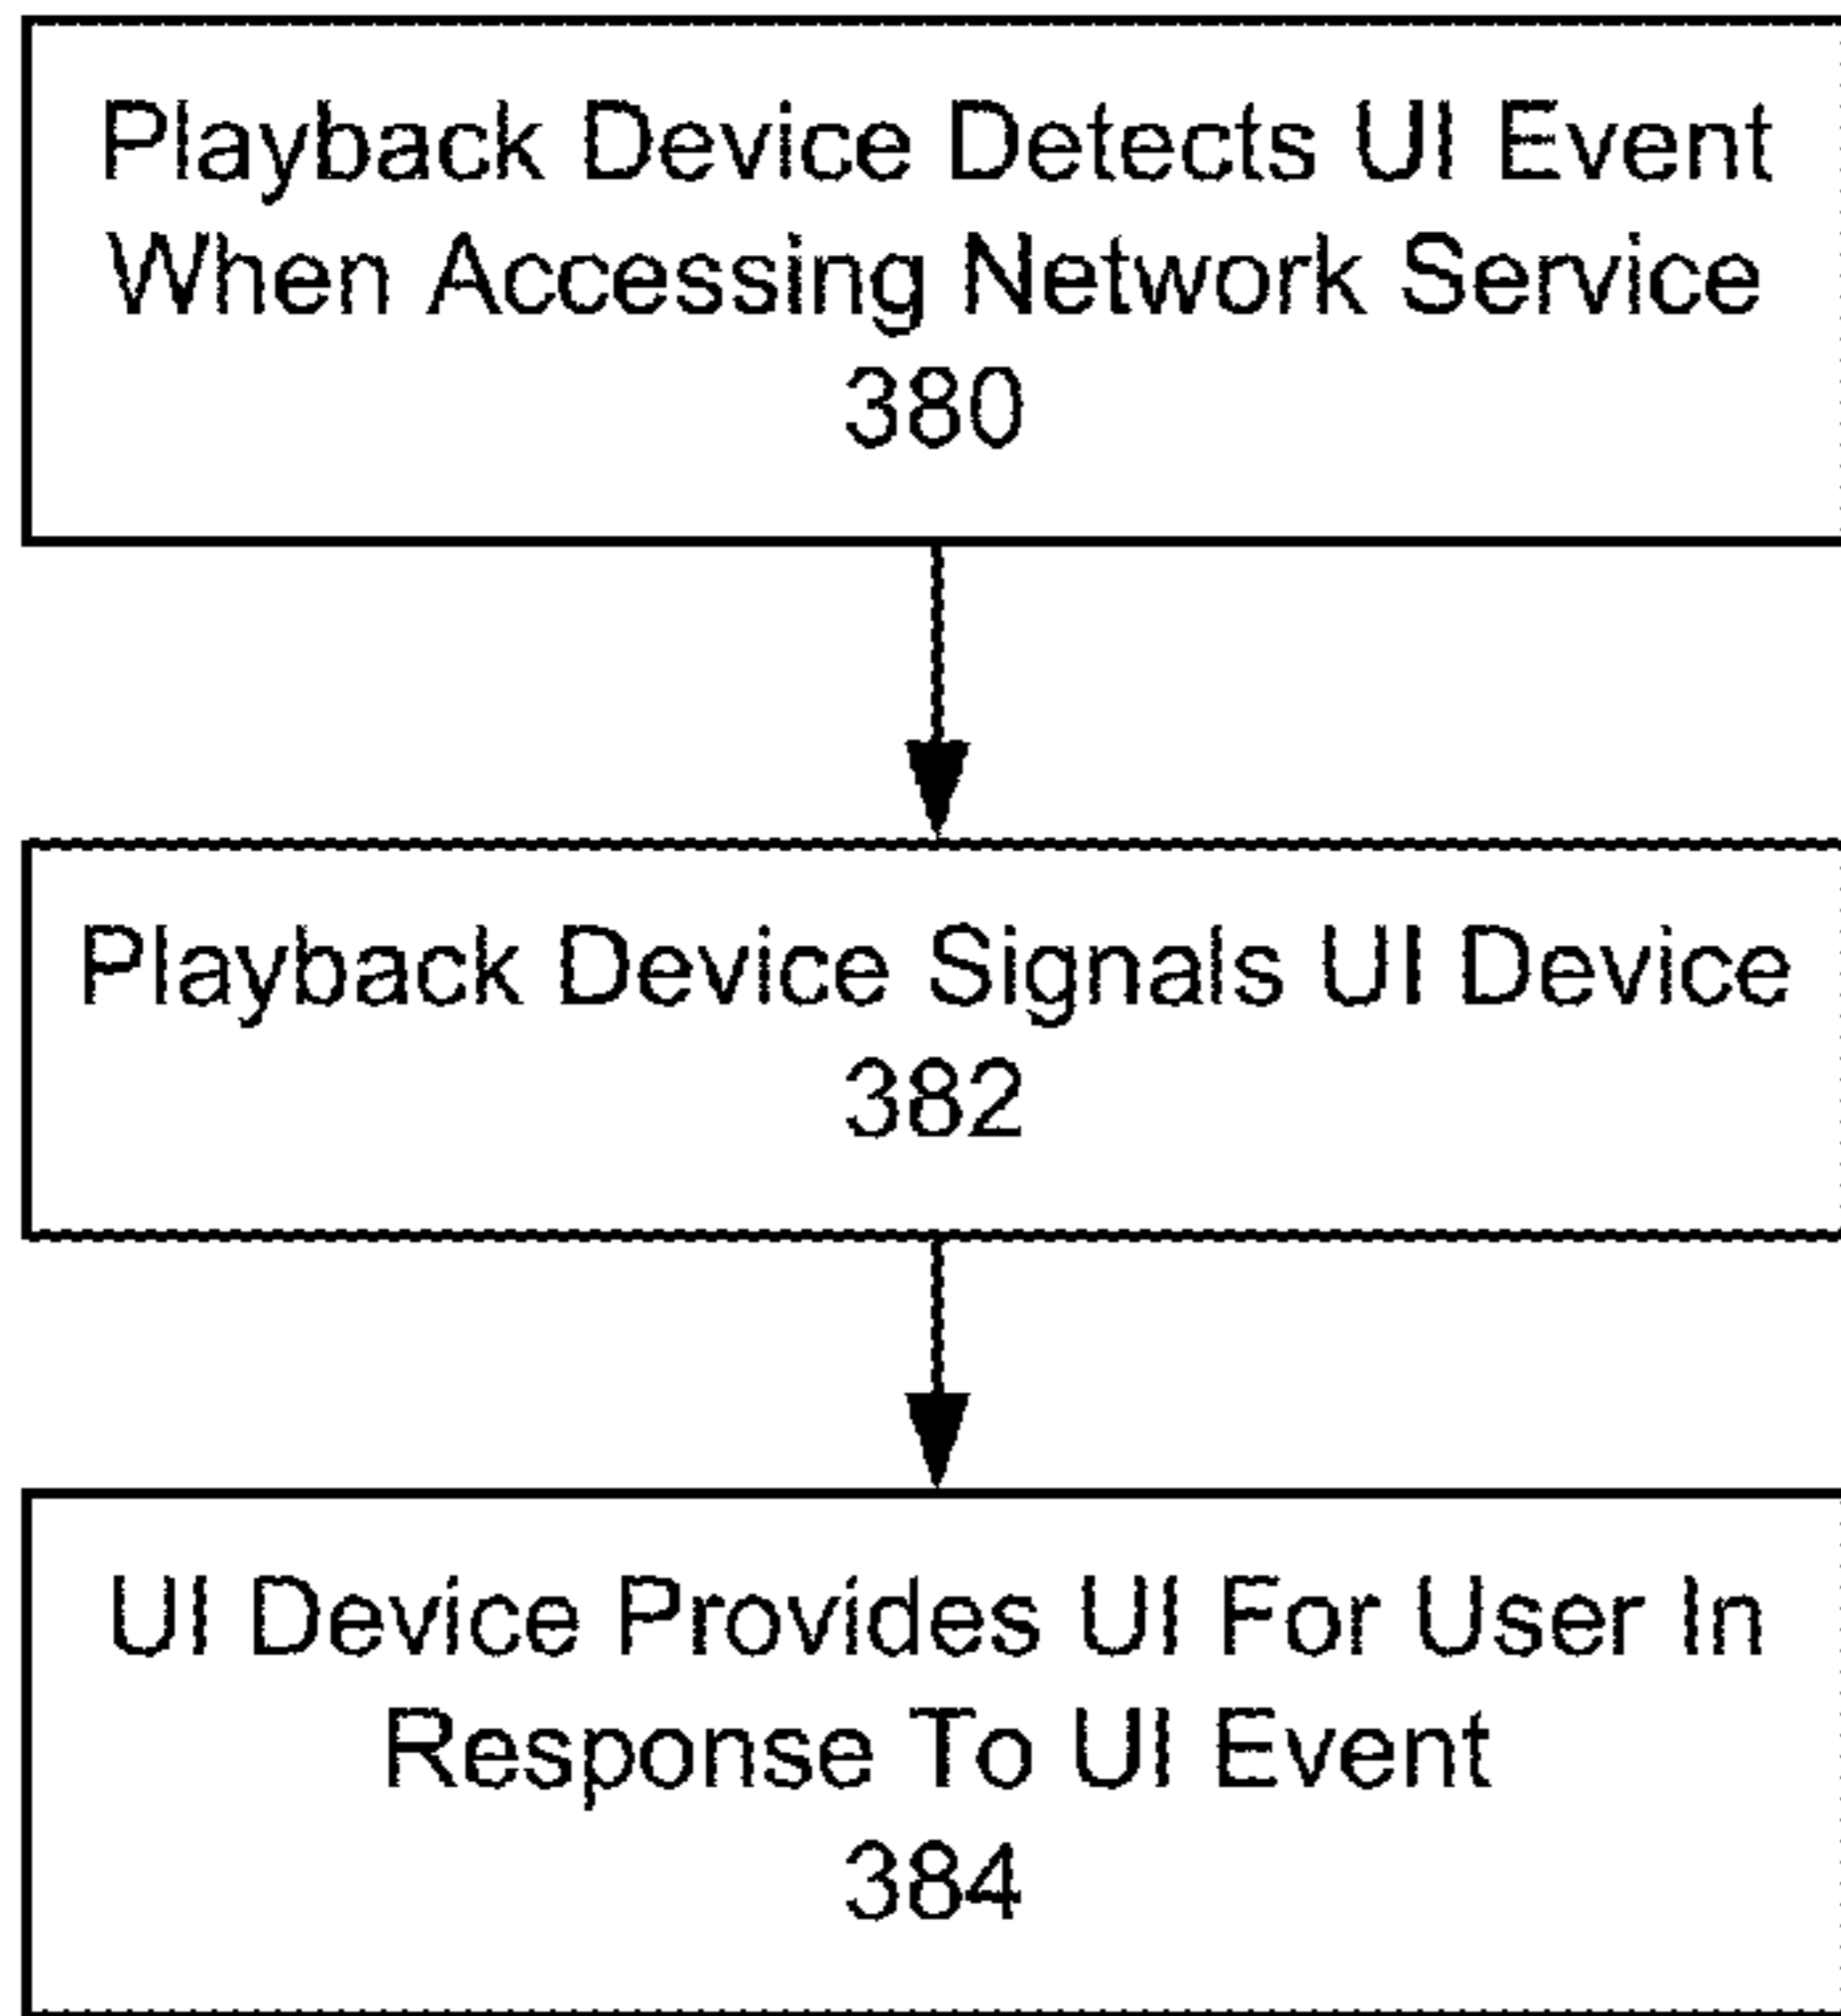 Playback Device Detects UI Event
When Accessing Network Service
380
Playback Device Signals UI Device
382
UI Device Provides UI For User In
Response To UI Event
384